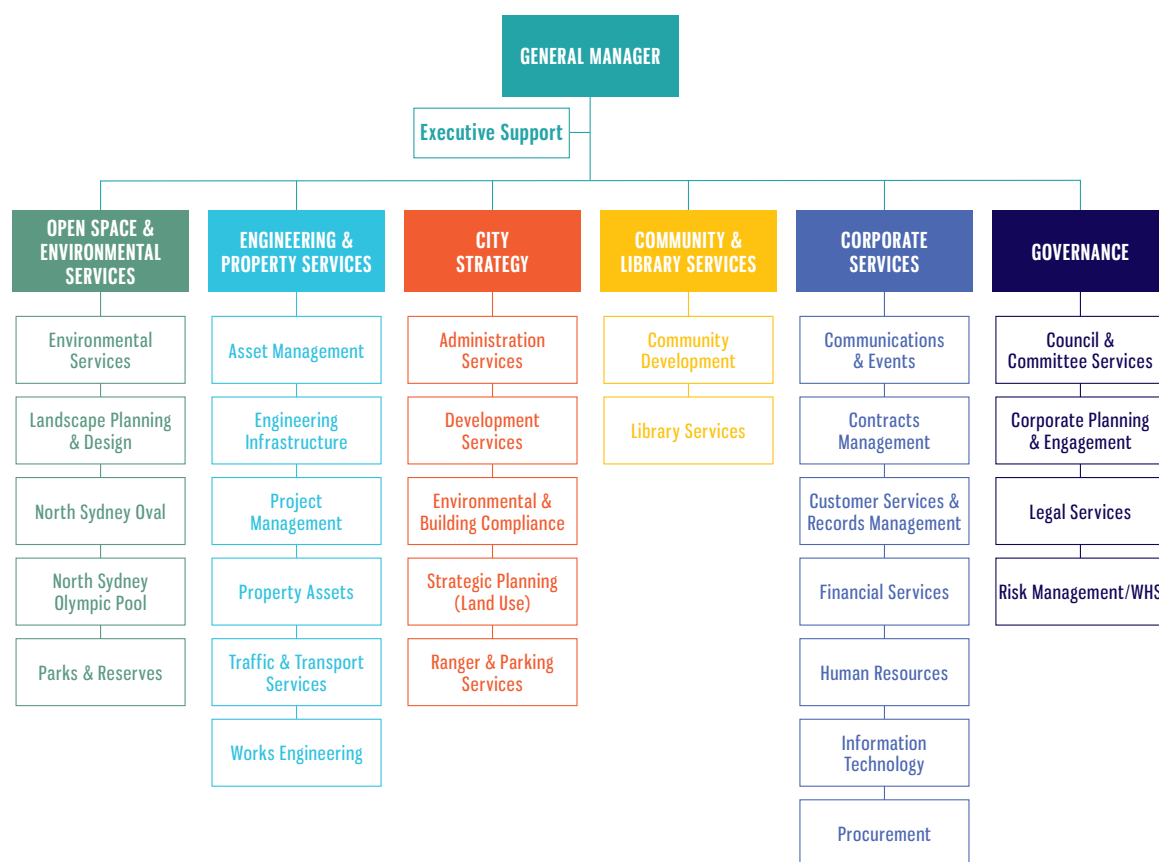 GENERAL MANAGER
Executive Support
OPEN SPACE &
ENVIRONMENTAL
SERVICES
Environmental
Services
Landscape Planning
& Design
North Sydney Oval
North Sydney
Olympic Pool
Parks & Reserves
ENGINEERING &
PROPERTY SERVICES
Asset Management
Engineering
Infrastructure
Project
Management
Property Assets
Traffic & Transport
Services
Works Engineering
CITY
STRATEGY
Administration
Services
Development
Services
Environmental &
Building Compliance
Strategic Planning
(Land Use)
Ranger & Parking
Services
COMMUNITY &
LIBRARY SERVICES
Community
Development
Library Services
CORPORATE
SERVICES
Communications
& Events
Contracts
Management
Customer Services &
Records Management
Financial Services
Human Resources
Information
Technology
Procurement
GOVERNANCE
Council &
Committee Services
Corporate Planning
& Engagement
Legal Services
Risk Management/WHS